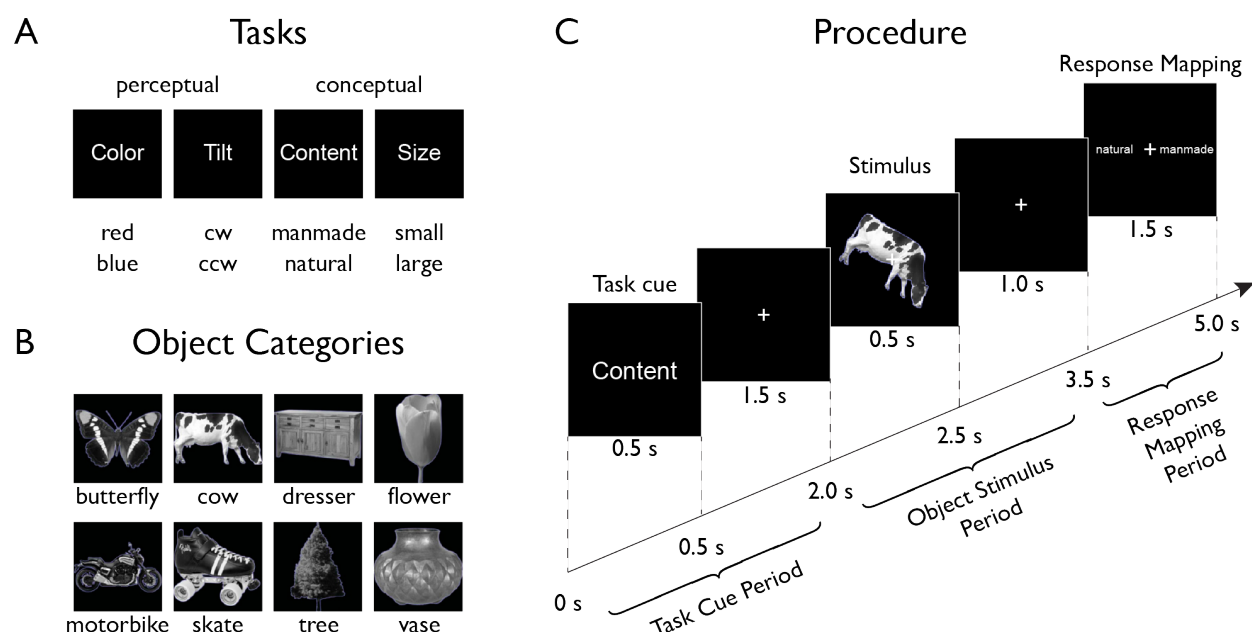 A
Tasks
perceptual
conceptual
Color
Tilt
Content
Size
red
cw
manmade
small
blue
ccw
natural
large
B
Object Categories
butterfly
cow
dresser
flower
motorbike
skate
tree
vase
C
Procedure
Response Mapping
natural + manmade
1.5 s
+
1.0 s
Stimulus
+
0.5 s
+
1.5 s
Task cue
Content
0.5 s
0 s
0.5 s
2.0 s
2.5 s
3.5 s
5.0 s
Task Cue Period
Object Stimulus
Period
Response
Mapping
Period